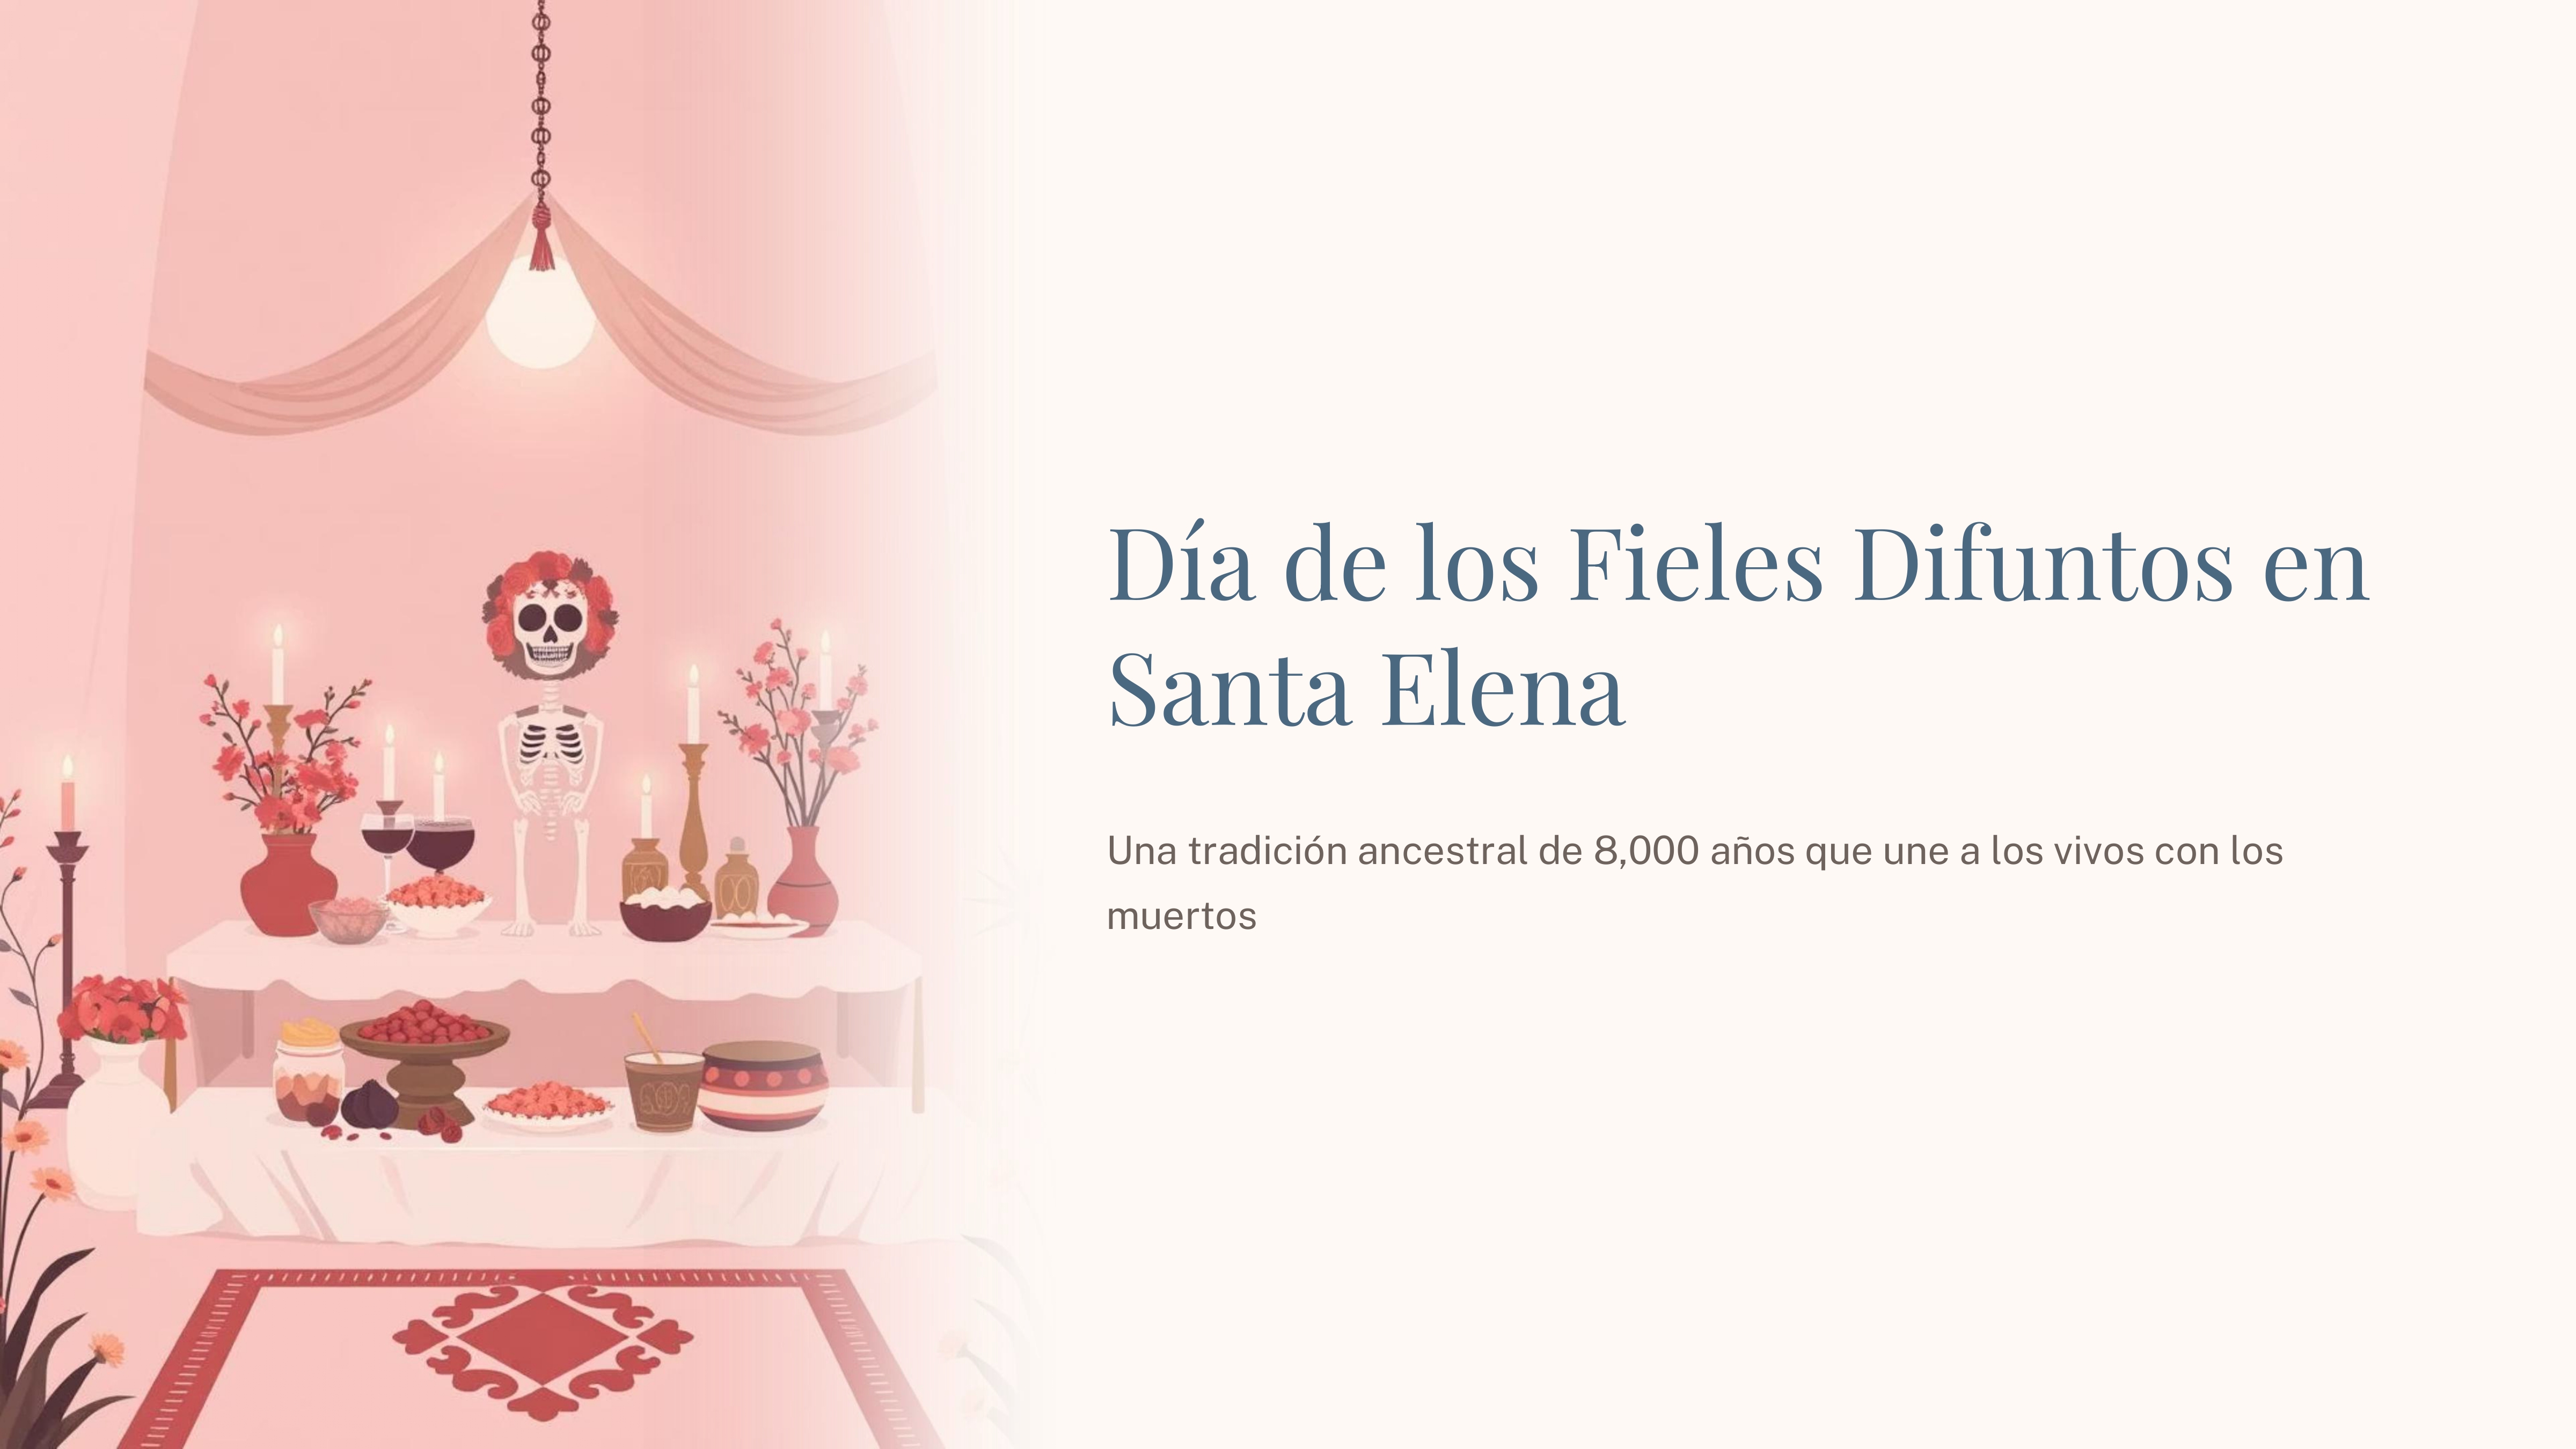 Día de los Fieles Difuntos en
Santa Elena
Una tradición ancestral de 8,000 años que une a los vivos con los
muertos